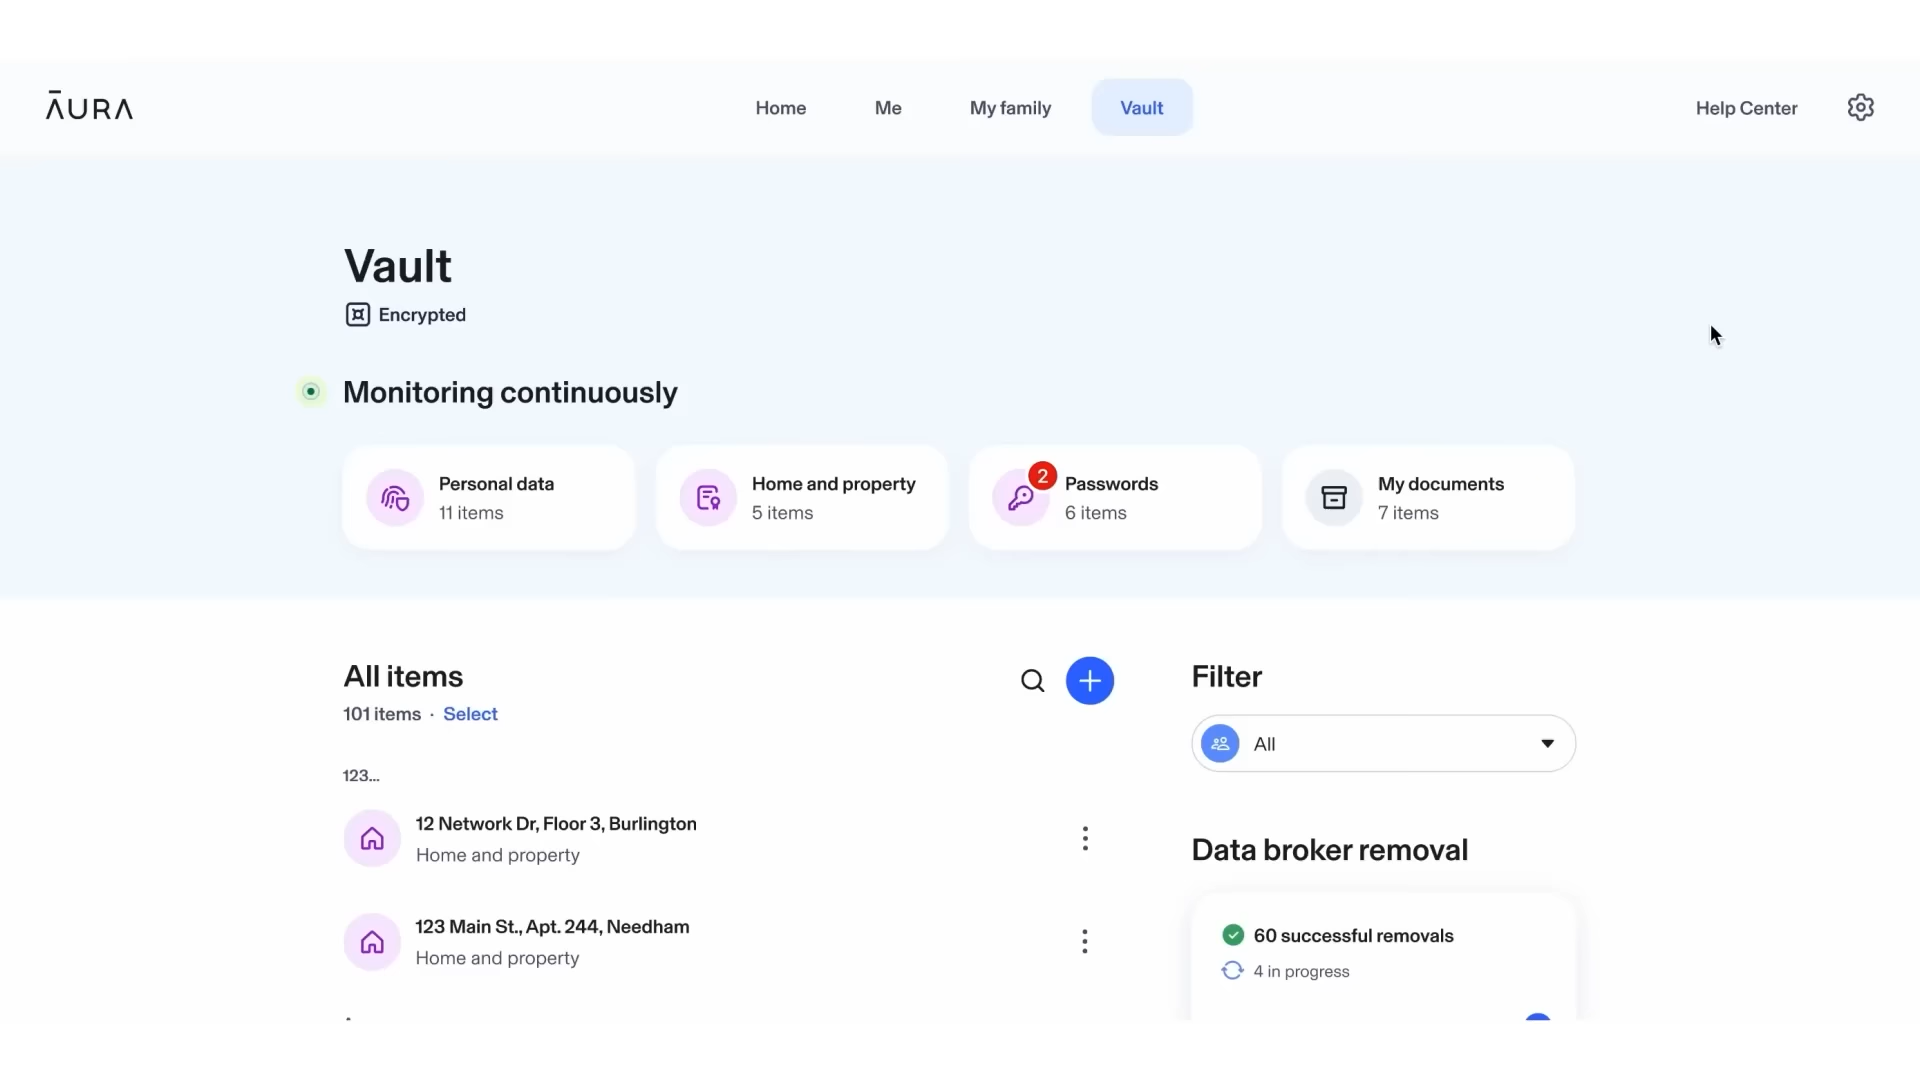 ĀURA
Home
Me
My family
Vault
Help Center
Vault
Encrypted
Monitoring continuously
Personal data
11 items
Home and property
5 items
2
Passwords
6 items
My documents
7 items
All items
101 items · Select
Filter
All
123...
12 Network Dr, Floor 3, Burlington
Home and property
123 Main St., Apt. 244, Needham
Home and property
Data broker removal
60 successful removals
4 in progress